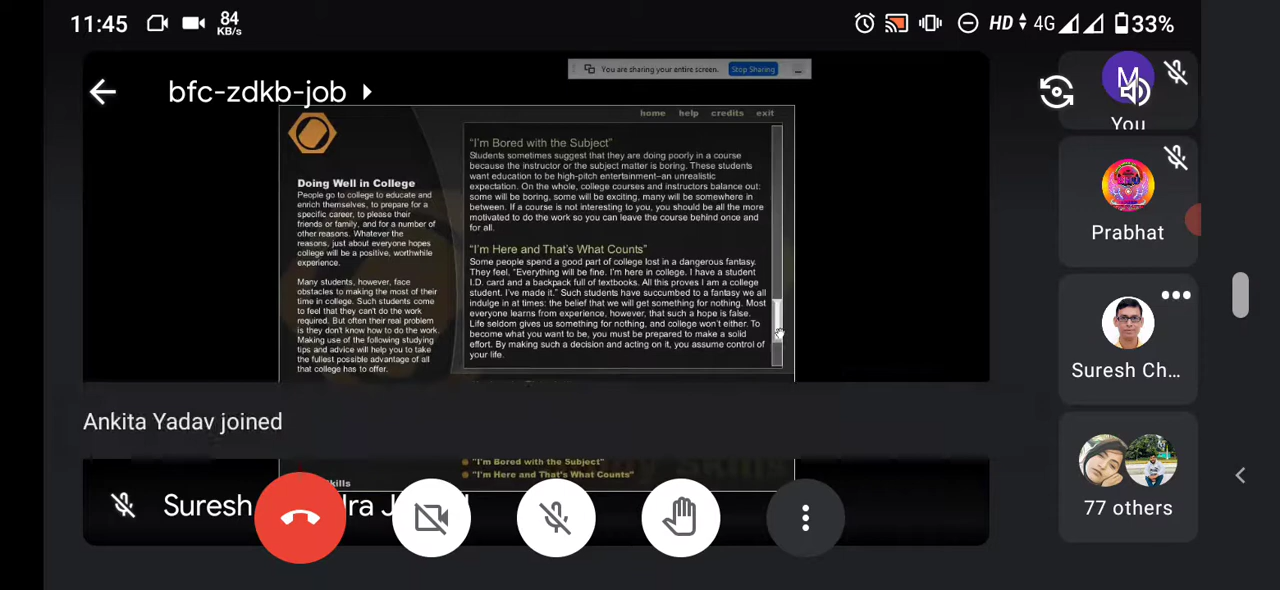 11:45
84
KB/s
HD
4G
33%
You are sharing your entire screen.
Stop Sharing
bfc-zdkb-job
home help credits exit
Doing Well in College
People go to college to educate and
enrich themselves, to prepare for a
specific career, to please their
friends or family, and for a number of
other reasons. Whatever the
reasons, just about everyone hopes
college will be a positive, worthwhile
experience.
Many students, however, face
obstacles to making the most of their
time in college. Such students come
to feel that they can't do the work
required. But often their real problem
is they don't know how to do the work.
Making use of the following studying
tips and advice will help you to take
the fullest possible advantage of all
that college has to offer.
"I'm Bored with the Subject"
Students sometimes suggest that they are doing poorly in a course
because the instructor or the subject matter is boring. These students
want education to be high-pitch entertainment–an unrealistic
expectation. On the whole, college courses and instructors balance out:
some will be boring, some will be exciting, many will be somewhere in
between. If a course is not interesting to you, you should be all the more
motivated to do the work so you can leave the course behind once and
for all.
"I'm Here and That's What Counts"
Some people spend a good part of college lost in a dangerous fantasy.
They feel, "Everything will be fine. I'm here in college. I have a student
I.D. card and a backpack full of textbooks. All this proves I am a college
student. I've made it." Such students have succumbed to a fantasy we all
indulge in at times: the belief that we will get something for nothing. Most
everyone learns from experience, however, that such a hope is false.
Life seldom gives us something for nothing, and college won't either. To
become what you want to be, you must be prepared to make a solid
effort. By making such a decision and acting on it, you assume control of
your life.
Ankita Yadav joined
"I'm Bored with the Subject"
"I'm Here and That's What Counts"
Suresh
M
You
Prabhat
Suresh Ch...
77 others